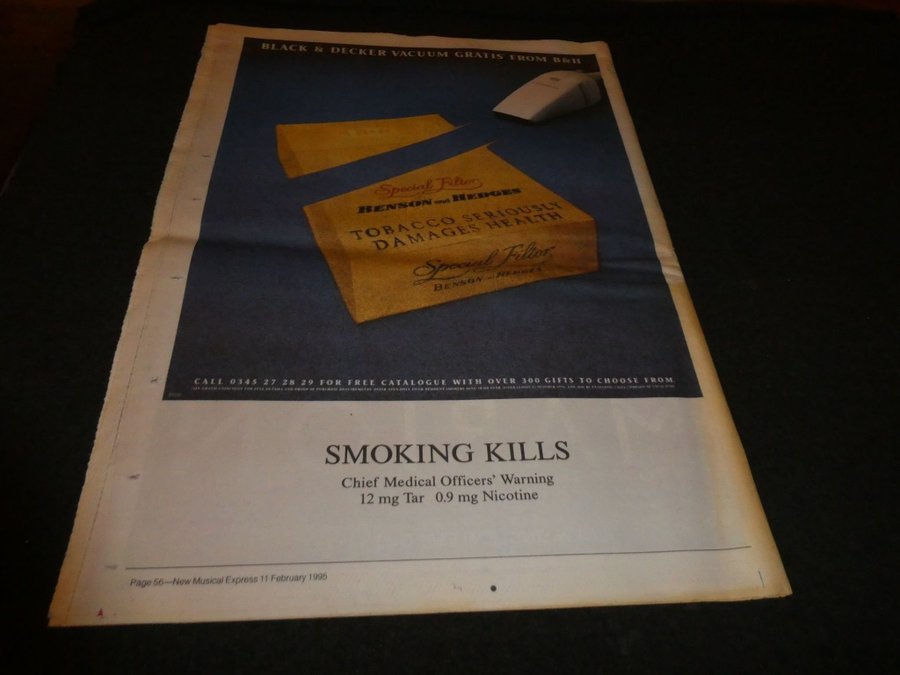 BLACK & DECKER VACUUM GRATIS FROM B&H
Special Filter
BENSON and HEDGES
TOBACCO SERIOUSLY
DAMAGES HEALTH
Special Filter
BENSON and HEDGES
CALL 0345 27 28 29 FOR FREE CATALOGUE WITH OVER 300 GIFTS TO CHOOSE FROM
SMOKING KILLS
Chief Medical Officers' Warning
12 mg Tar 0.9 mg Nicotine
Page 56—New Musical Express 11 February 1995